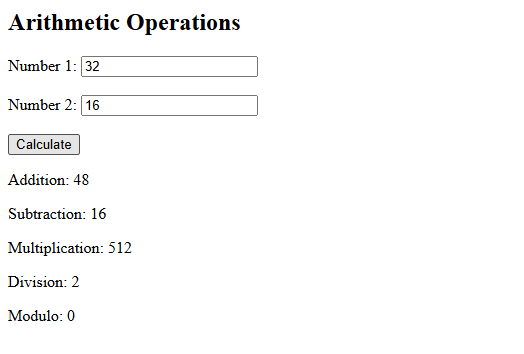 Arithmetic Operations
Number 1: 32
Number 2: 16
Calculate
Addition: 48
Subtraction: 16
Multiplication: 512
Division: 2
Modulo: 0